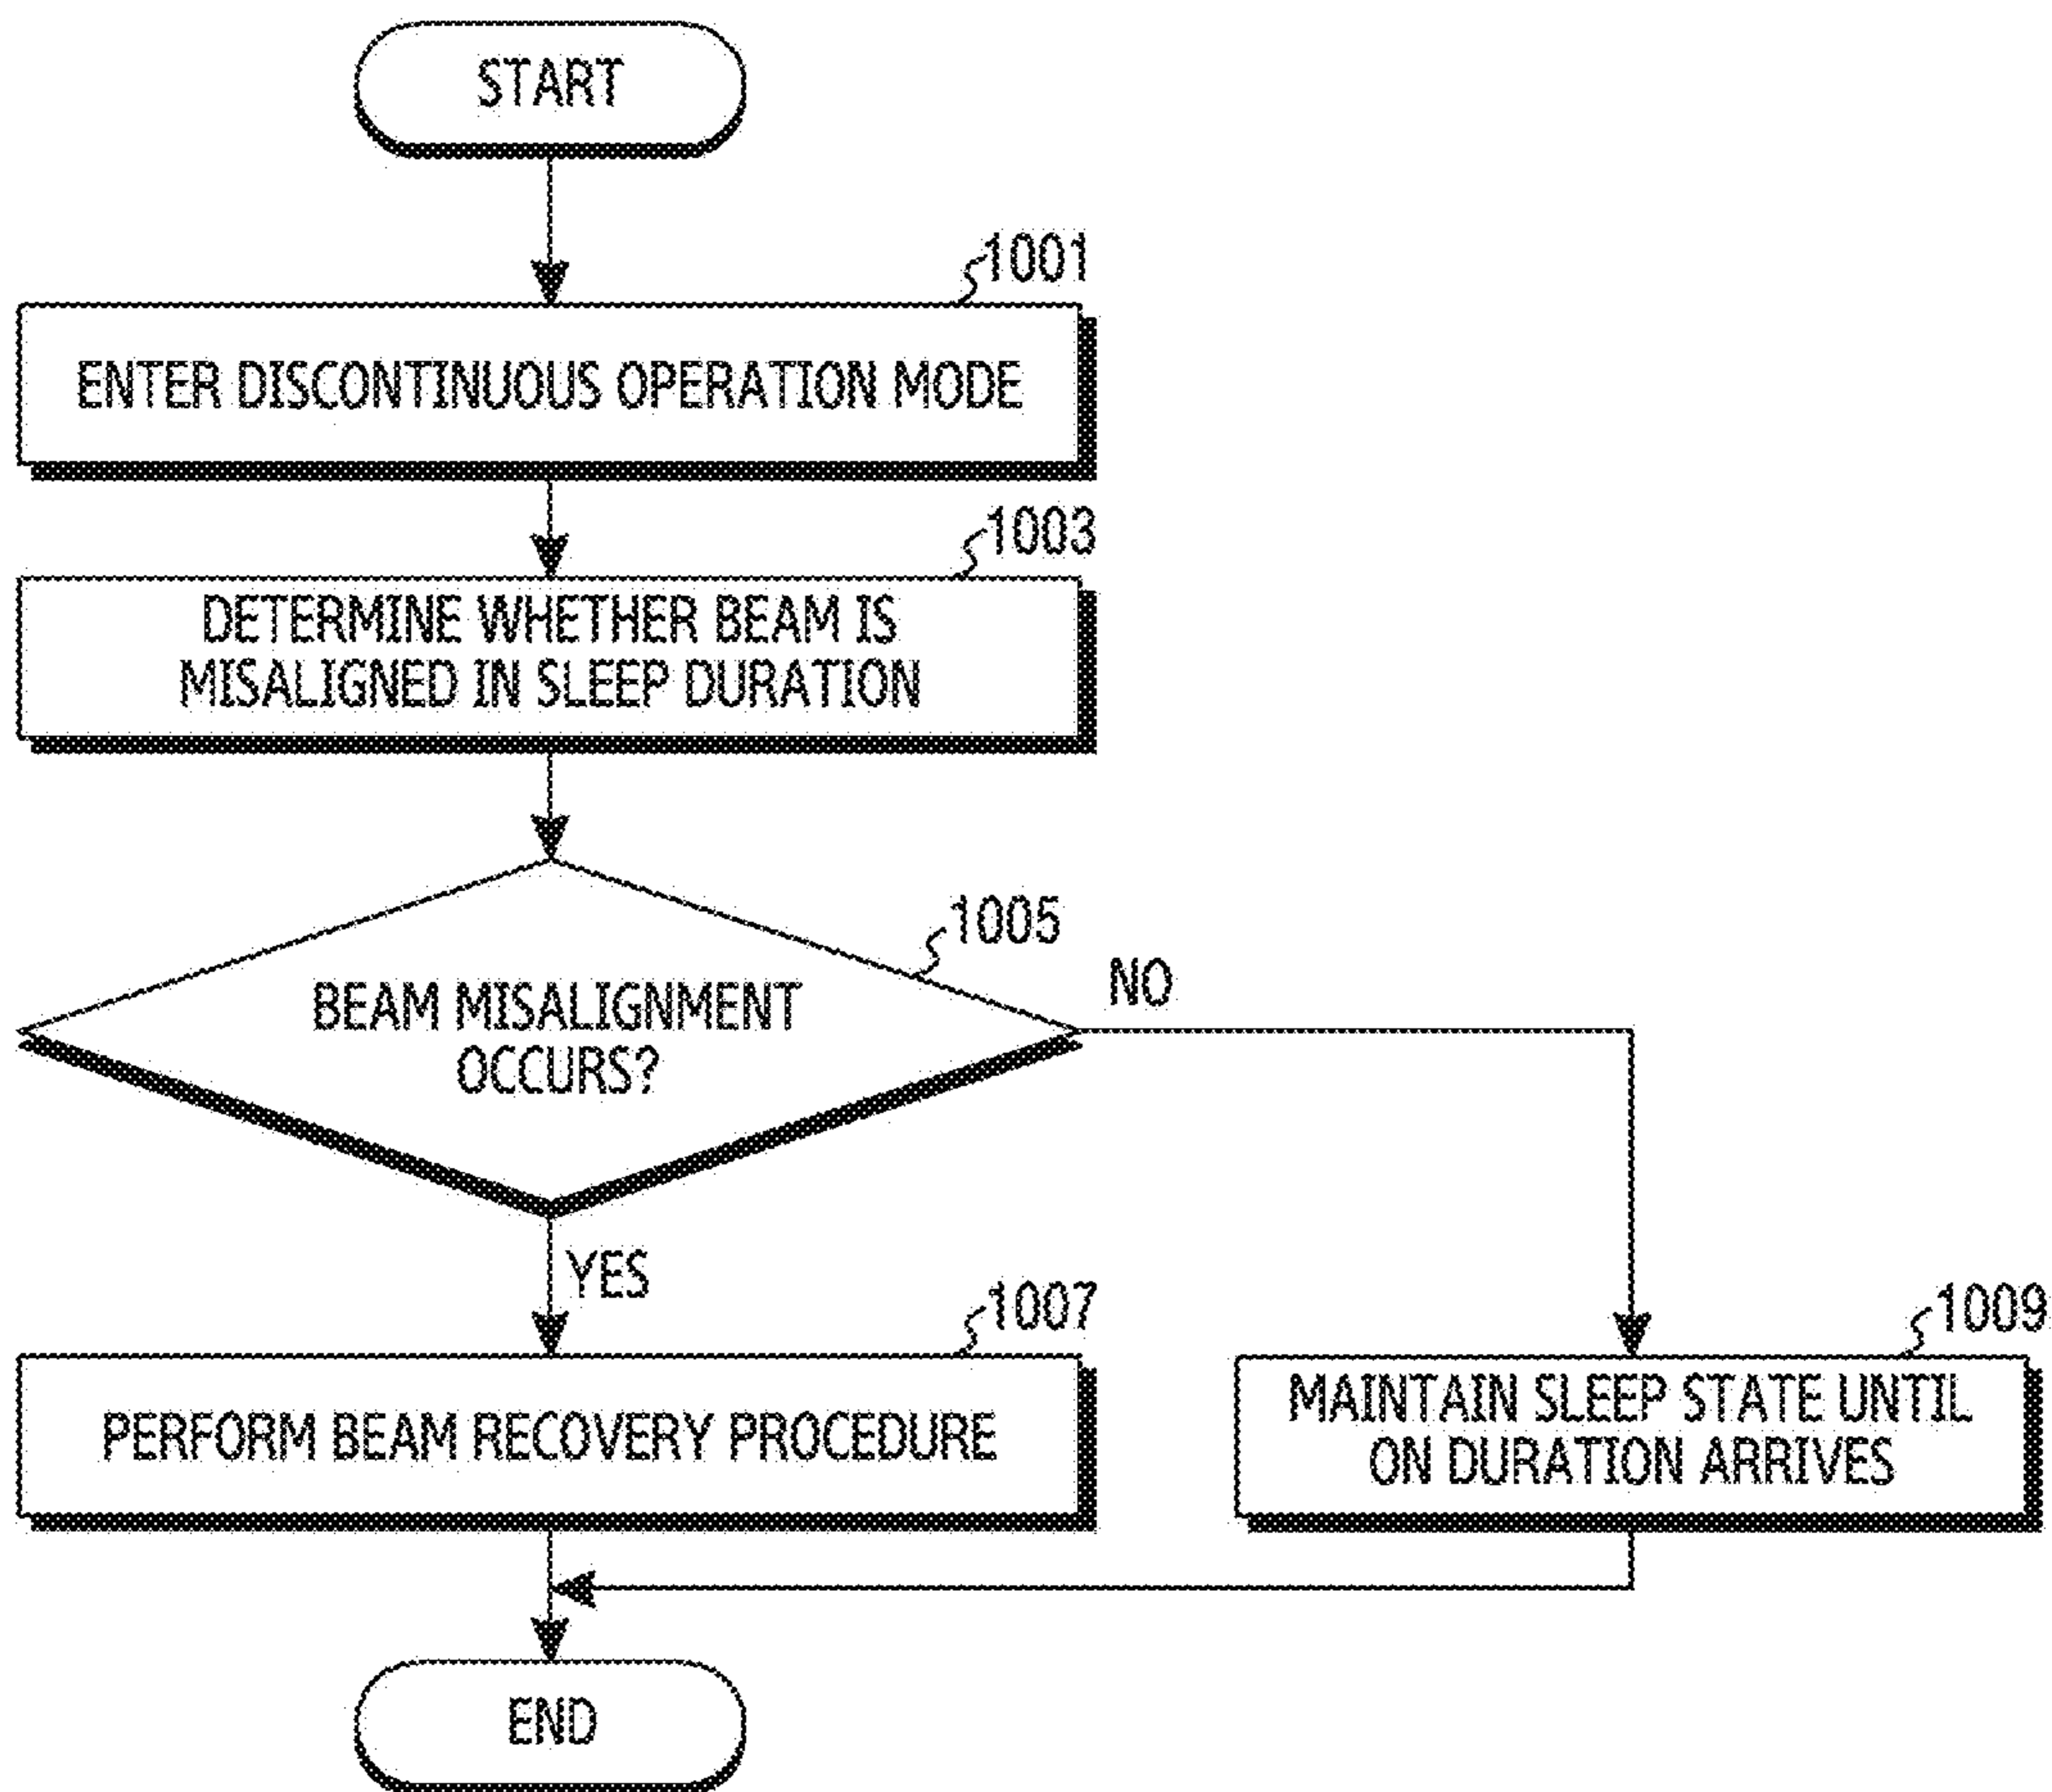 START
1001
ENTER DISCONTINUOUS OPERATION MODE
1003
DETERMINE WHETHER BEAM IS
MISALIGNED IN SLEEP DURATION
1005
BEAM MISALIGNMENT
OCCURS?
NO
YES
1007
PERFORM BEAM RECOVERY PROCEDURE
1009
MAINTAIN SLEEP STATE UNTIL
ON DURATION ARRIVES
END